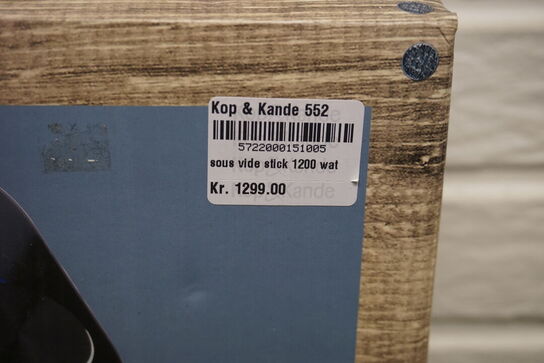 Kop & Kande 552
5722000151005
sous vide stick 1200 wat
Kr. 1299.00